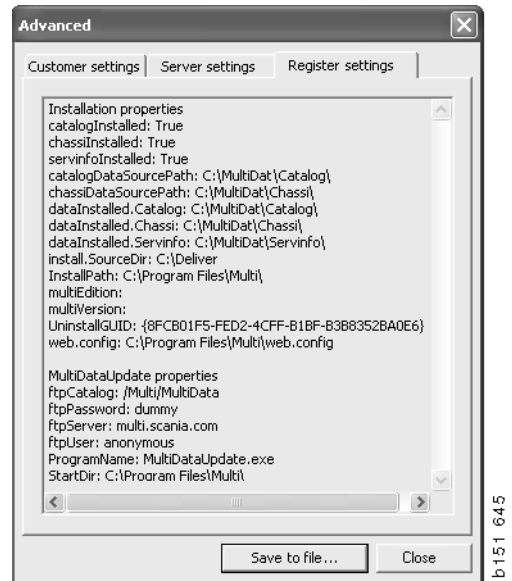 Advanced
Customer settings Server settings Register settings
Installation properties
catalogInstalled: True
chassiInstalled: True
servinfoInstalled: True
catalogDataSourcePath: C:\MultiDat\Catalog\
chassiDataSourcePath: C:\MultiDat\Chassi\
dataInstalled.Catalog: C:\MultiDat\Catalog\
dataInstalled.Chassi: C:\MultiDat\Chassi\
dataInstalled.Servinfo: C:\MultiDat\Servinfo\
install.SourceDir: C:\Deliver
InstallPath: C:\Program Files\Multi\
multiEdition:
multiVersion:
UninstallGUID: {8FCB01F5-FED2-4CFF-B1BF-B3B8352BA0E6}
web.config: C:\Program Files\Multi\web.config
MultiDataUpdate properties
ftpCatalog: /Multi/MultiData
ftpPassword: dummy
ftpServer: multi.scania.com
ftpUser: anonymous
ProgramName: MultiDataUpdate.exe
StartDir: C:\Program Files\Multi\
Save to file... Close
b151 645